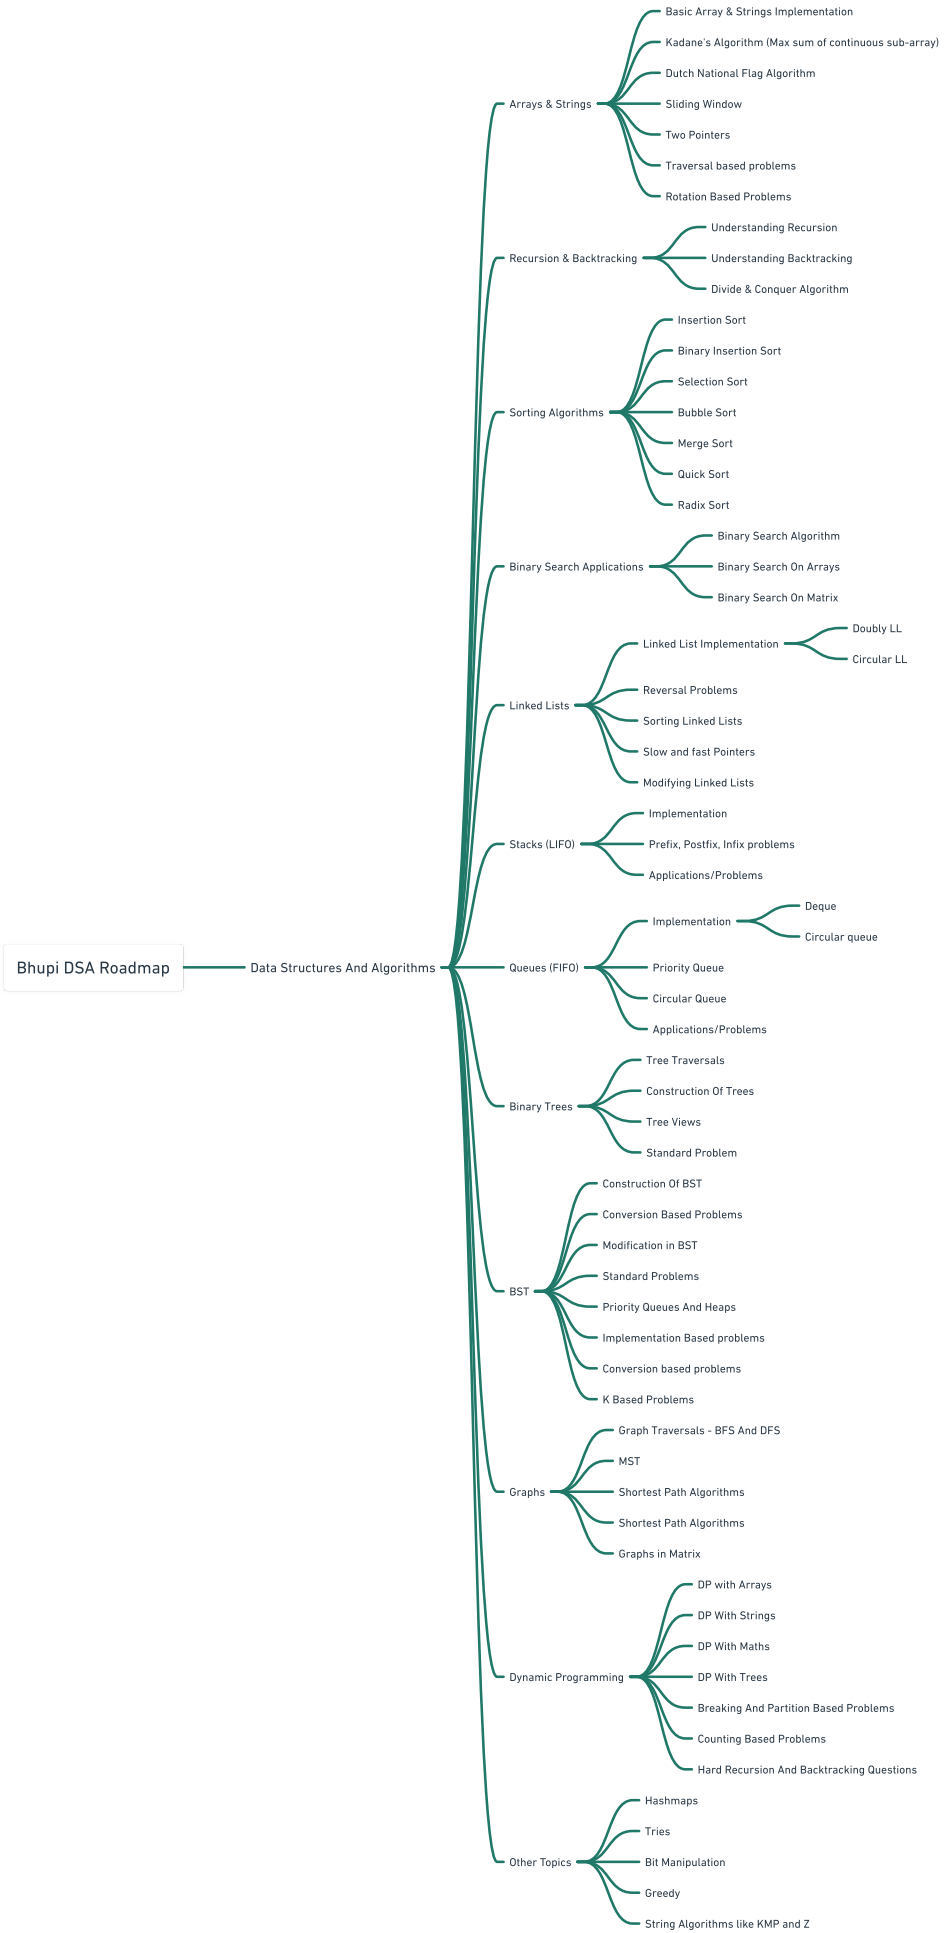 Bhupi DSA Roadmap
Data Structures And Algorithms
Arrays & Strings
Basic Array & Strings Implementation
Kadane's Algorithm (Max sum of continuous sub-array)
Dutch National Flag Algorithm
Sliding Window
Two Pointers
Traversal based problems
Rotation Based Problems
Recursion & Backtracking
Understanding Recursion
Understanding Backtracking
Divide & Conquer Algorithm
Sorting Algorithms
Insertion Sort
Binary Insertion Sort
Selection Sort
Bubble Sort
Merge Sort
Quick Sort
Radix Sort
Binary Search Applications
Binary Search Algorithm
Binary Search On Arrays
Binary Search On Matrix
Linked Lists
Linked List Implementation
Doubly LL
Circular LL
Reversal Problems
Sorting Linked Lists
Slow and fast Pointers
Modifying Linked Lists
Stacks (LIFO)
Implementation
Prefix, Postfix, Infix problems
Applications/Problems
Queues (FIFO)
Implementation
Deque
Circular queue
Priority Queue
Circular Queue
Applications/Problems
Binary Trees
Tree Traversals
Construction Of Trees
Tree Views
Standard Problem
BST
Construction Of BST
Conversion Based Problems
Modification in BST
Standard Problems
Priority Queues And Heaps
Implementation Based problems
Conversion based problems
K Based Problems
Graphs
Graph Traversals - BFS And DFS
MST
Shortest Path Algorithms
Shortest Path Algorithms
Graphs in Matrix
Dynamic Programming
DP with Arrays
DP With Strings
DP With Maths
DP With Trees
Breaking And Partition Based Problems
Counting Based Problems
Hard Recursion And Backtracking Questions
Other Topics
Hashmaps
Tries
Bit Manipulation
Greedy
String Algorithms like KMP and Z